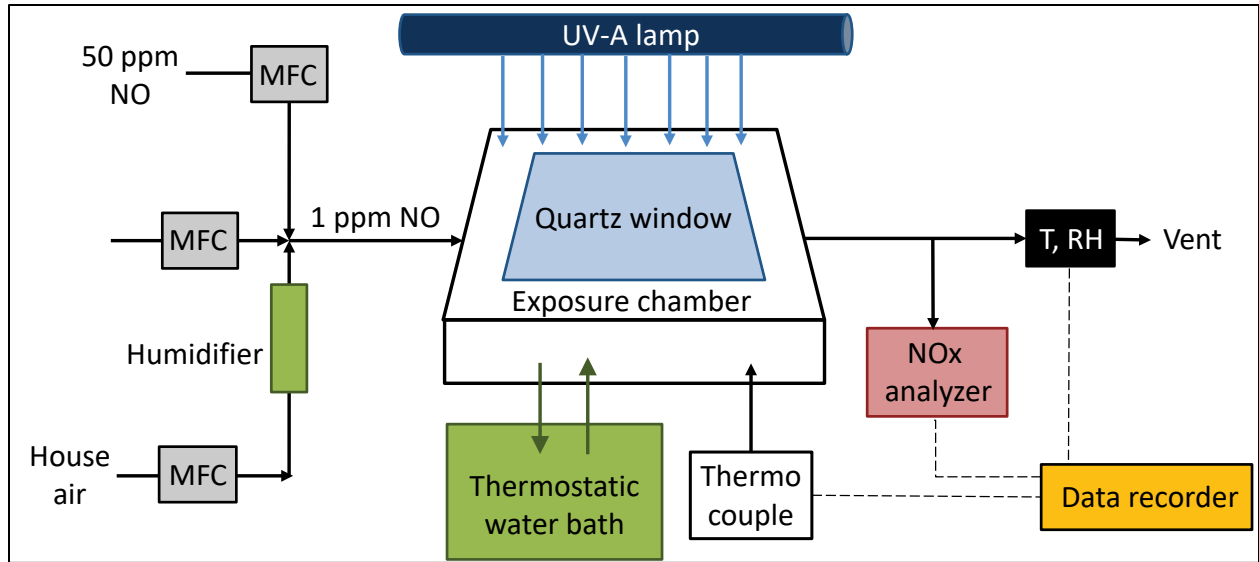 UV-A lamp
50 ppm
NO
MFC
MFC
1 ppm NO
Quartz window
T, RH
Vent
Exposure chamber
Humidifier
NOx
analyzer
House
air
MFC
Thermostatic
water bath
Thermo
couple
Data recorder